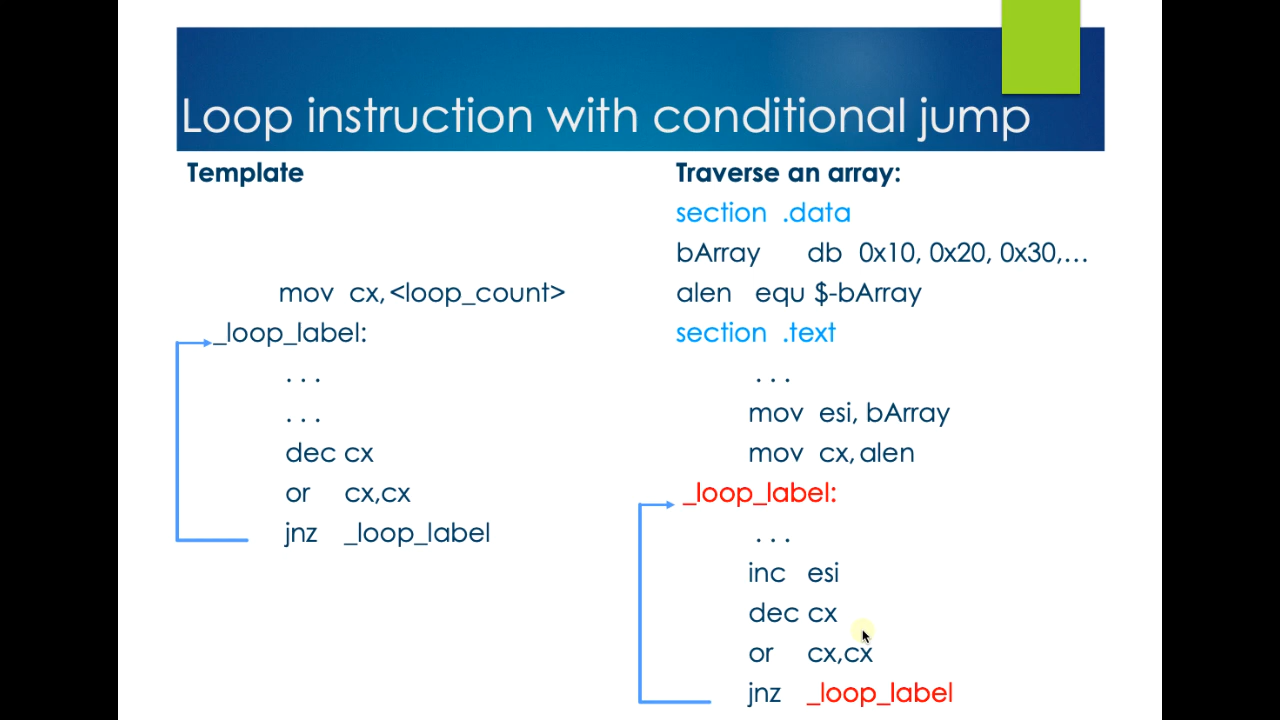 Loop instruction with conditional jump
Template
mov cx, <loop_count>
_loop_label:
. . .
. . .
dec cx
or cx,cx
jnz _loop_label
Traverse an array:
section .data
bArray db 0x10, 0x20, 0x30,...
alen equ $-bArray
section .text
. . .
mov esi, bArray
mov cx, alen
_loop_label:
. . .
inc esi
dec cx
or cx,cx
jnz _loop_label